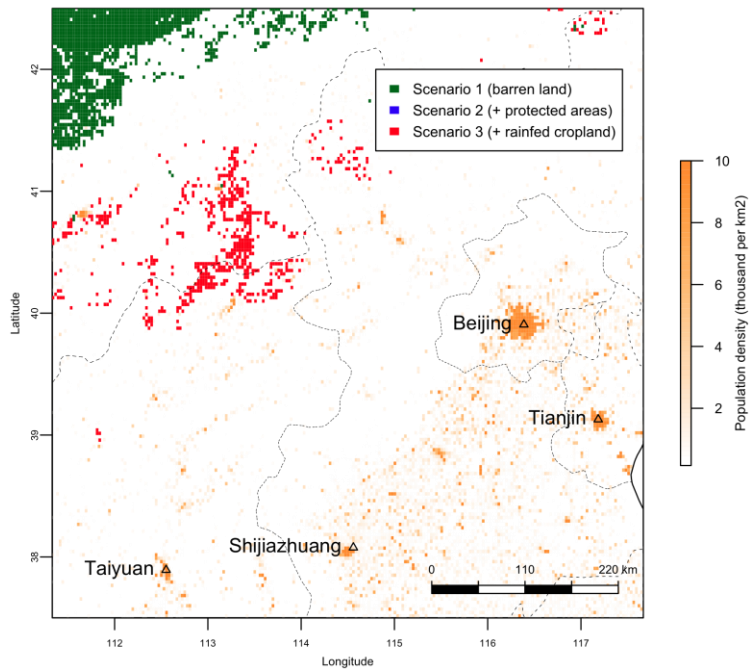 Scenario 1 (barren land)
Scenario 2 (+ protected areas)
Scenario 3 (+ rainfed cropland)
42
41
40
39
38
Latitude
Beijing
Tianjin
Shijiazhuang
Taiyuan
0
110
220 km
112
113
114
115
116
117
Longitude
10
8
6
4
2
Population density (thousand per km2)